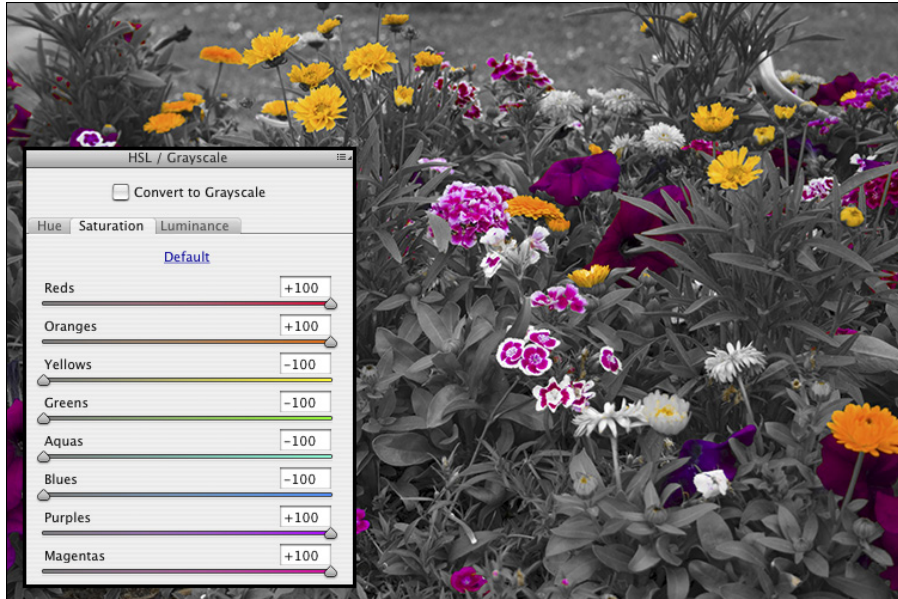 HSL / Grayscale
Convert to Grayscale
Hue Saturation Luminance
Default
Reds +100
Oranges +100
Yellows −100
Greens −100
Aquas −100
Blues −100
Purples +100
Magentas +100